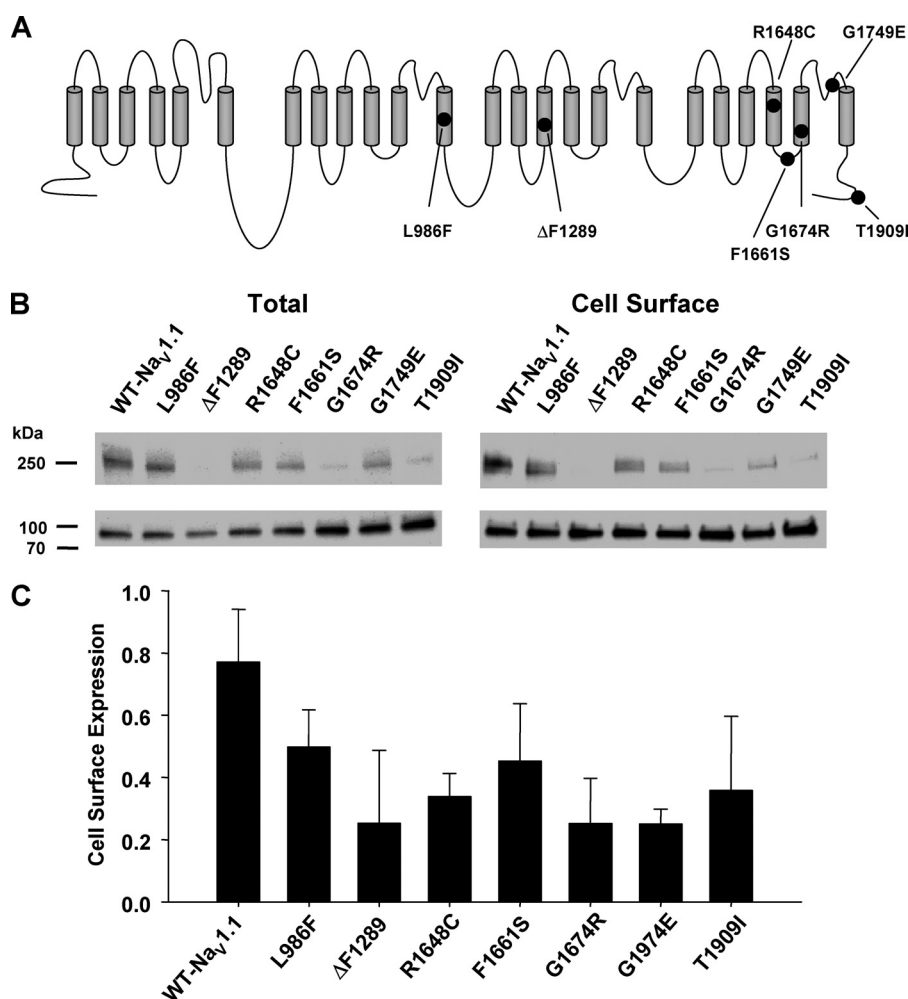 A
R1648C G1749E
L986F ΔF1289 G1674R T1909I
F1661S
B Total Cell Surface
WT-NaV1.1 L986F ΔF1289 R1648C F1661S G1674R G1749E T1909I
WT-NaV1.1 L986F ΔF1289 R1648C F1661S G1674R G1749E T1909I
kDa
250
100
70
C
Cell Surface Expression
1.0
0.8
0.6
0.4
0.2
0.0
WT-NaV1.1 L986F ΔF1289 R1648C F1661S G1674R G1974E T1909I